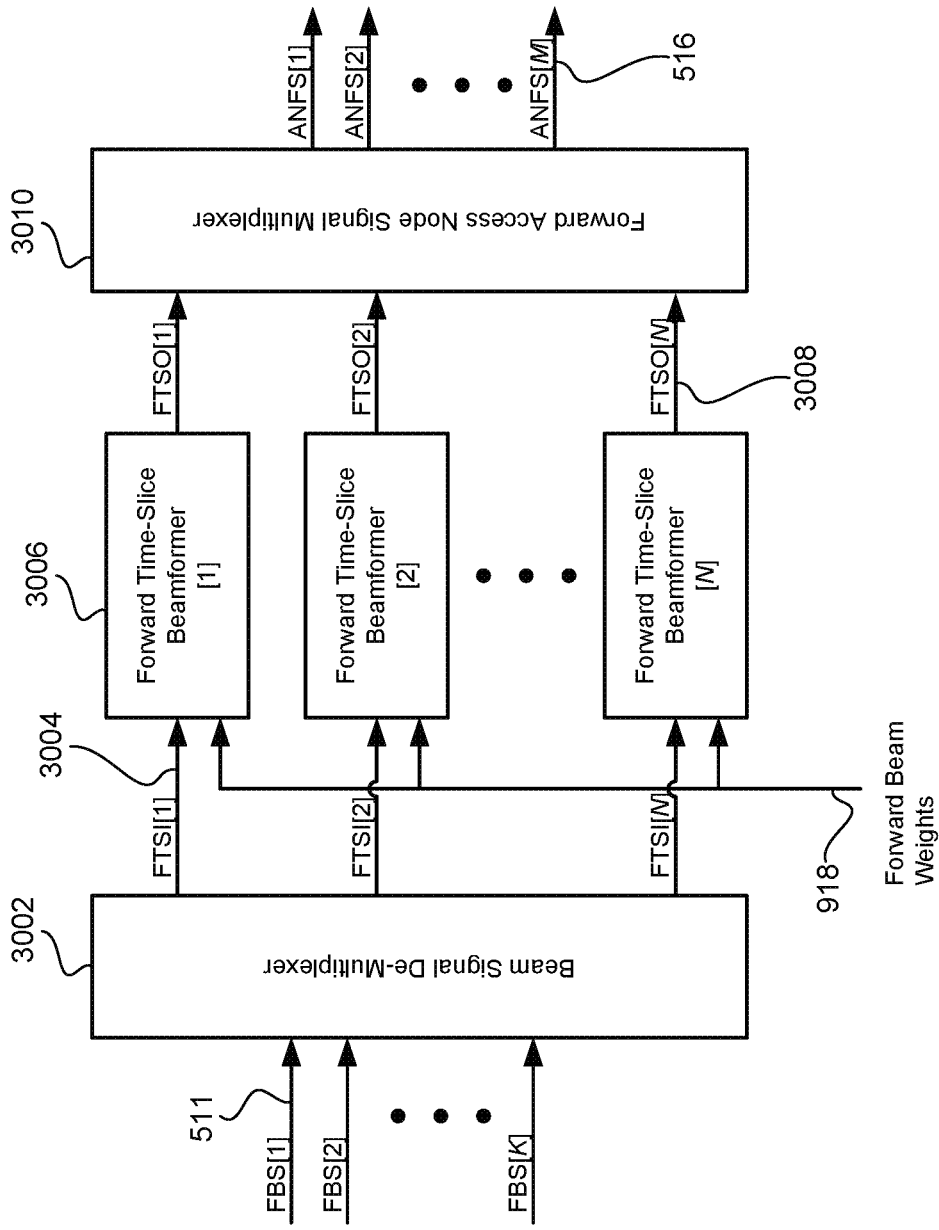 FBS[1]
FBS[2]
FBS[K]
511
3002
Beam Signal De-Multiplexer
FTSI[1]
FTSI[2]
FTSI[N]
3004
918
Forward Beam
Weights
3006
Forward Time-Slice
Beamformer
[1]
Forward Time-Slice
Beamformer
[2]
Forward Time-Slice
Beamformer
[N]
FTSO[1]
FTSO[2]
FTSO[N]
3008
3010
Forward Access Node Signal Multiplexer
ANFS[1]
ANFS[2]
ANFS[M]
516